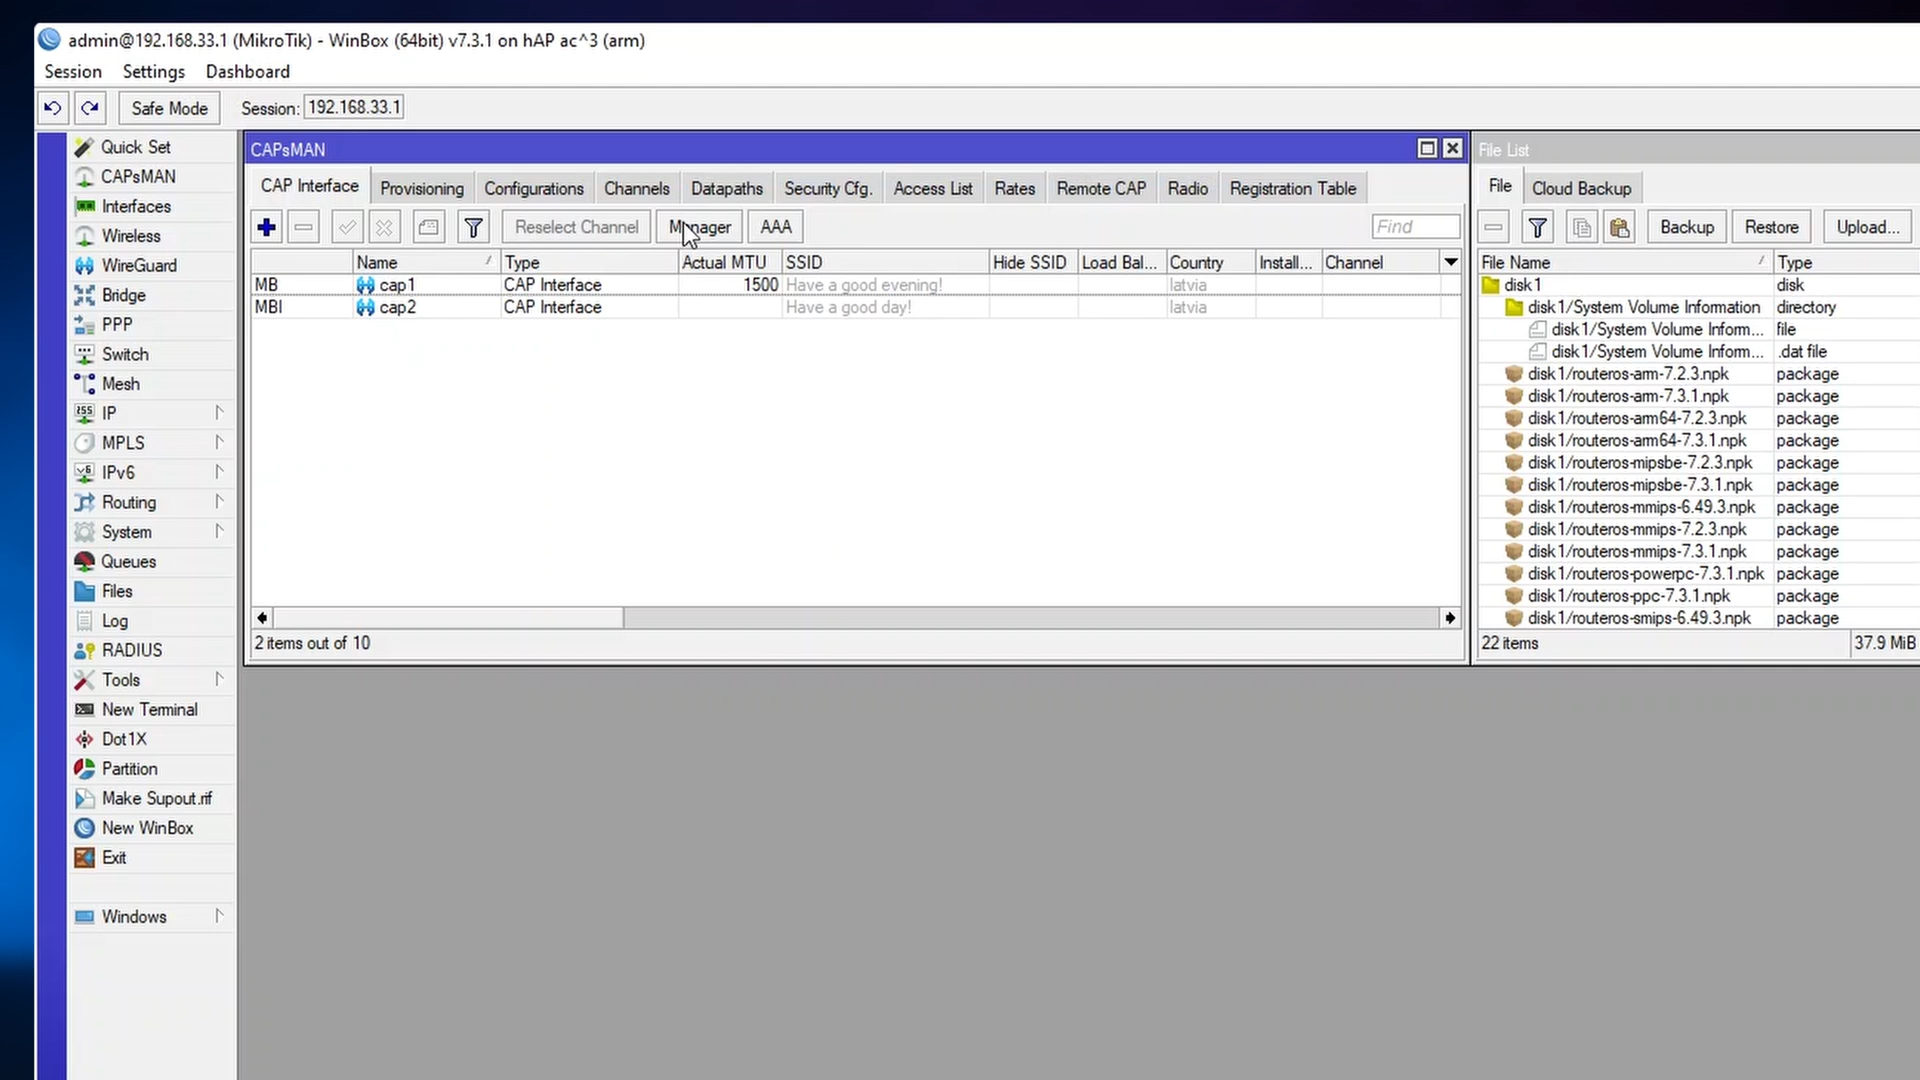 admin@192.168.33.1 (MikroTik) - WinBox (64bit) v7.3.1 on hAP ac^3 (arm)
Session Settings Dashboard
Safe Mode Session: 192.168.33.1
Quick Set
CAPsMAN
Interfaces
Wireless
WireGuard
Bridge
PPP
Switch
Mesh
IP
MPLS
IPv6
Routing
System
Queues
Files
Log
RADIUS
Tools
New Terminal
Dot1X
Partition
Make Supout.rif
New WinBox
Exit
Windows
CAPsMAN
CAP Interface Provisioning Configurations Channels Datapaths Security Cfg. Access List Rates Remote CAP Radio Registration Table
Reselect Channel Manager AAA Find
Name Type Actual MTU SSID Hide SSID Load Bal... Country Install... Channel
MB cap1 CAP Interface 1500 Have a good evening! latvia
MBI cap2 CAP Interface Have a good day! latvia
2 items out of 10
File List
File Cloud Backup
Backup Restore Upload...
File Name Type
disk1 disk
disk1/System Volume Information directory
disk1/System Volume Inform... file
disk1/System Volume Inform... .dat file
disk1/routeros-arm-7.2.3.npk package
disk1/routeros-arm-7.3.1.npk package
disk1/routeros-arm64-7.2.3.npk package
disk1/routeros-arm64-7.3.1.npk package
disk1/routeros-mipsbe-7.2.3.npk package
disk1/routeros-mipsbe-7.3.1.npk package
disk1/routeros-mmips-6.49.3.npk package
disk1/routeros-mmips-7.2.3.npk package
disk1/routeros-mmips-7.3.1.npk package
disk1/routeros-powerpc-7.3.1.npk package
disk1/routeros-ppc-7.3.1.npk package
disk1/routeros-smips-6.49.3.npk package
22 items 37.9 MiB